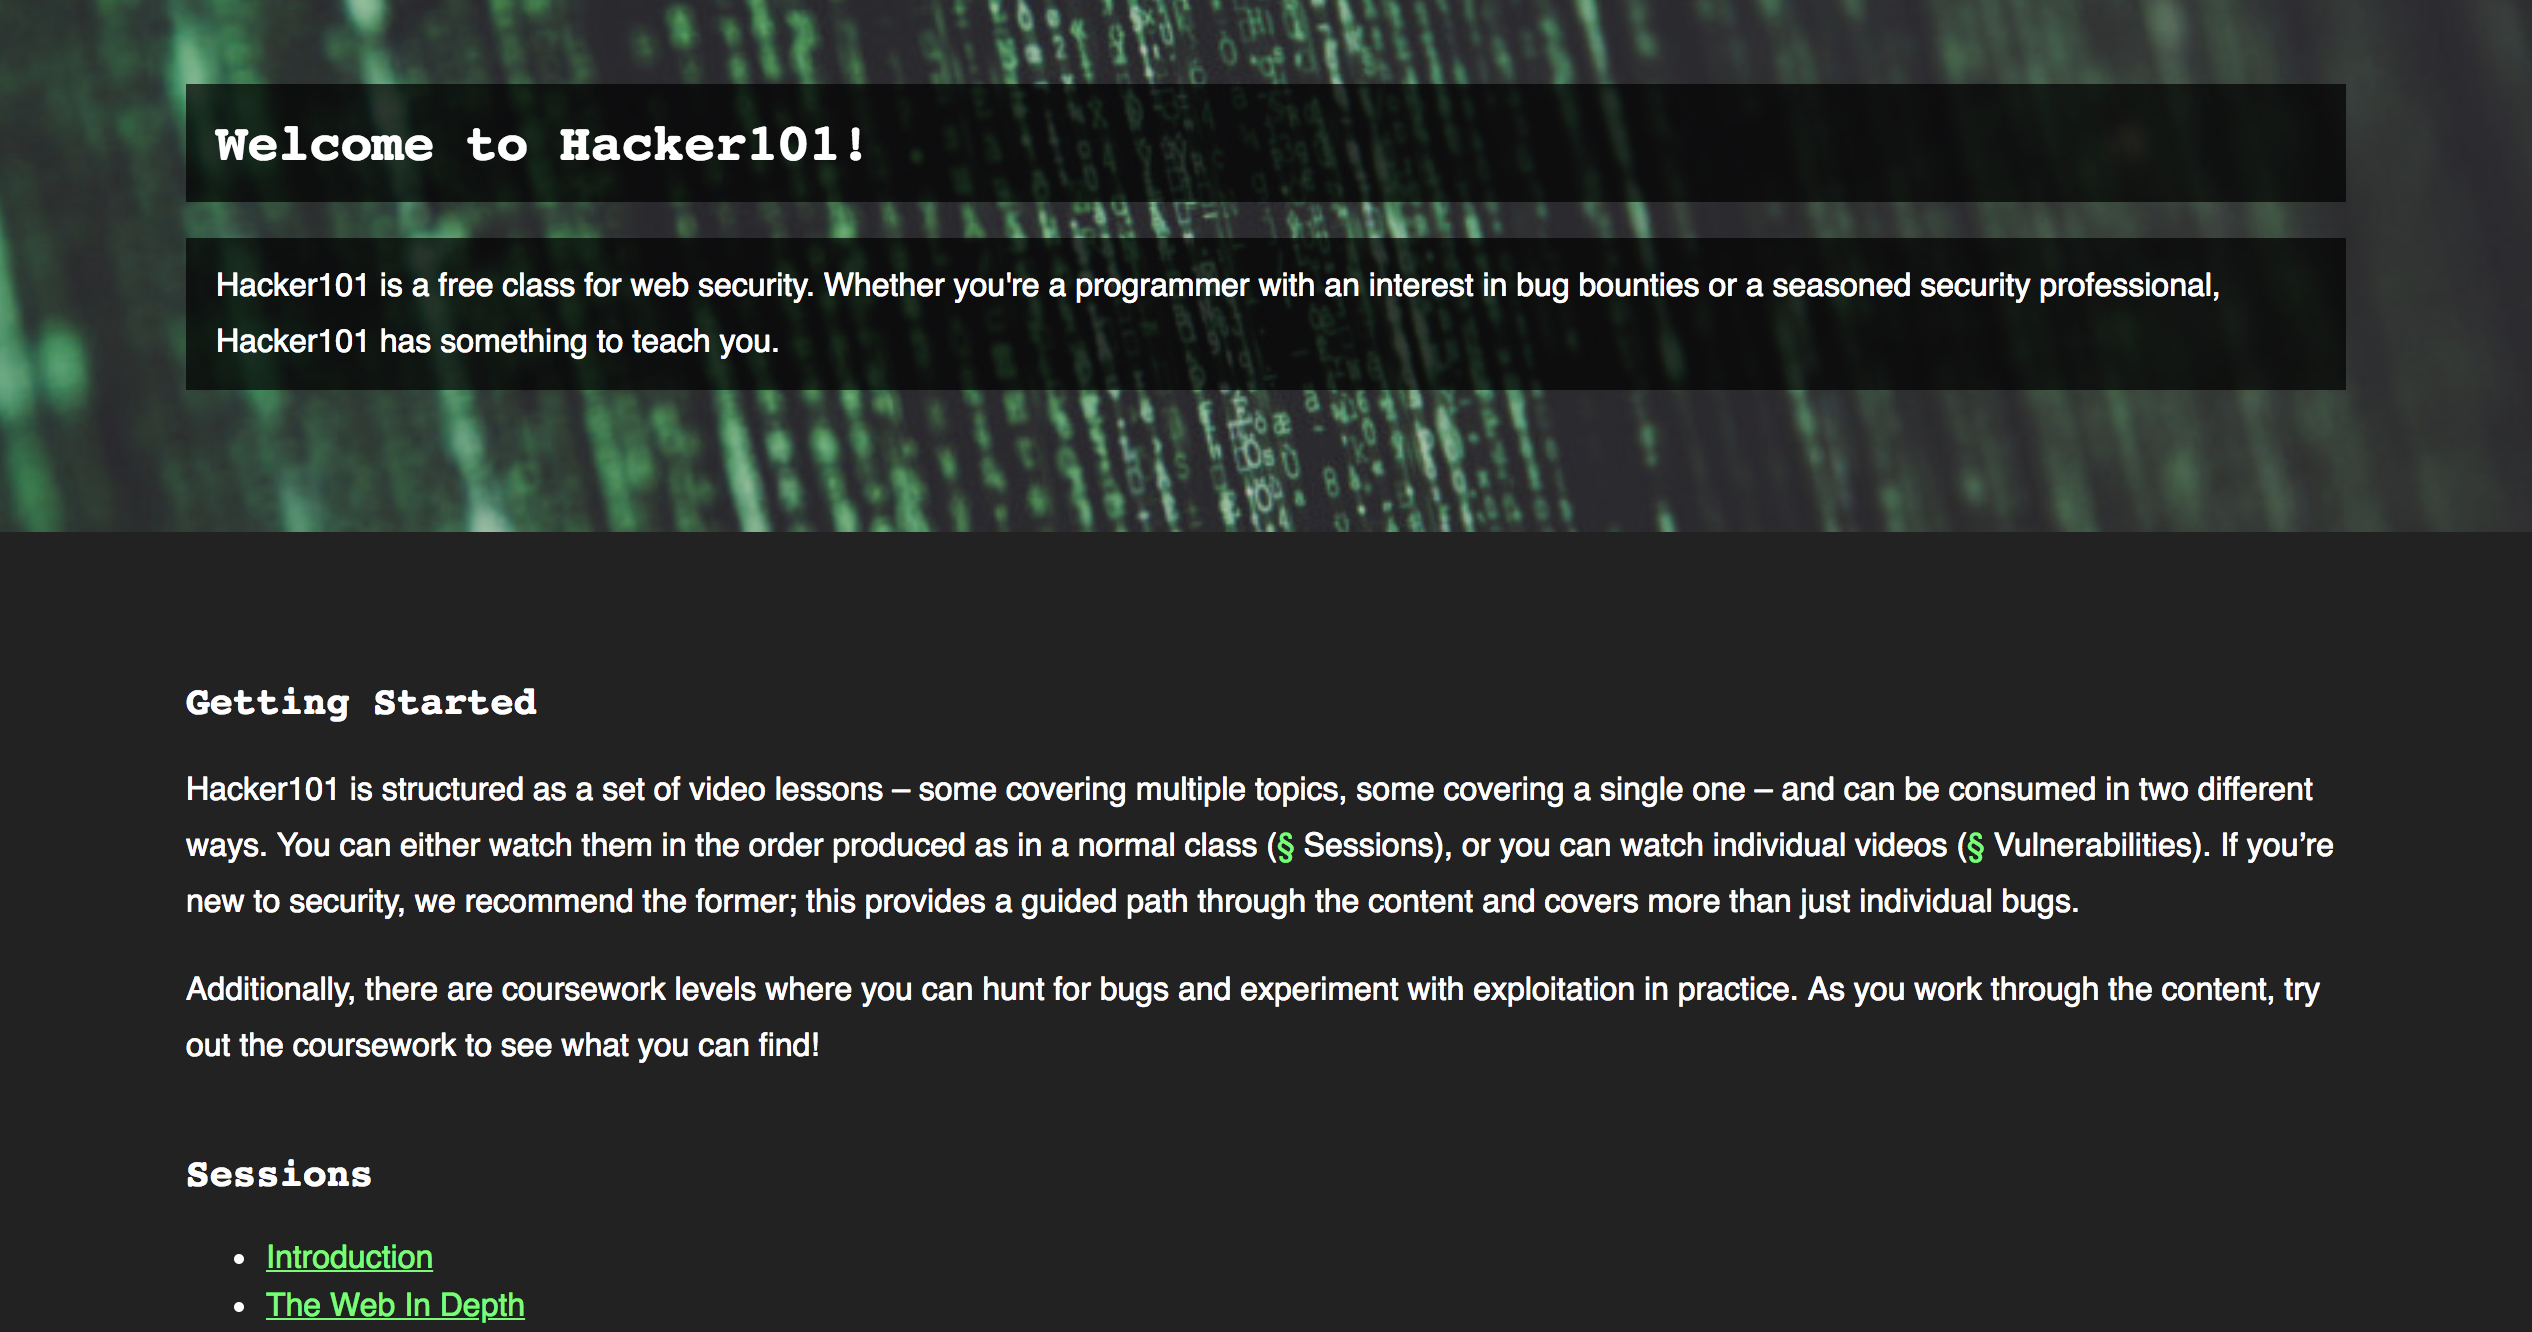 Welcome to Hacker101!
Hacker101 is a free class for web security. Whether you're a programmer with an interest in bug bounties or a seasoned security professional,
Hacker101 has something to teach you.
Getting Started
Hacker101 is structured as a set of video lessons – some covering multiple topics, some covering a single one – and can be consumed in two different
ways. You can either watch them in the order produced as in a normal class (§ Sessions), or you can watch individual videos (§ Vulnerabilities). If you’re
new to security, we recommend the former; this provides a guided path through the content and covers more than just individual bugs.
Additionally, there are coursework levels where you can hunt for bugs and experiment with exploitation in practice. As you work through the content, try
out the coursework to see what you can find!
Sessions
• Introduction
• The Web In Depth